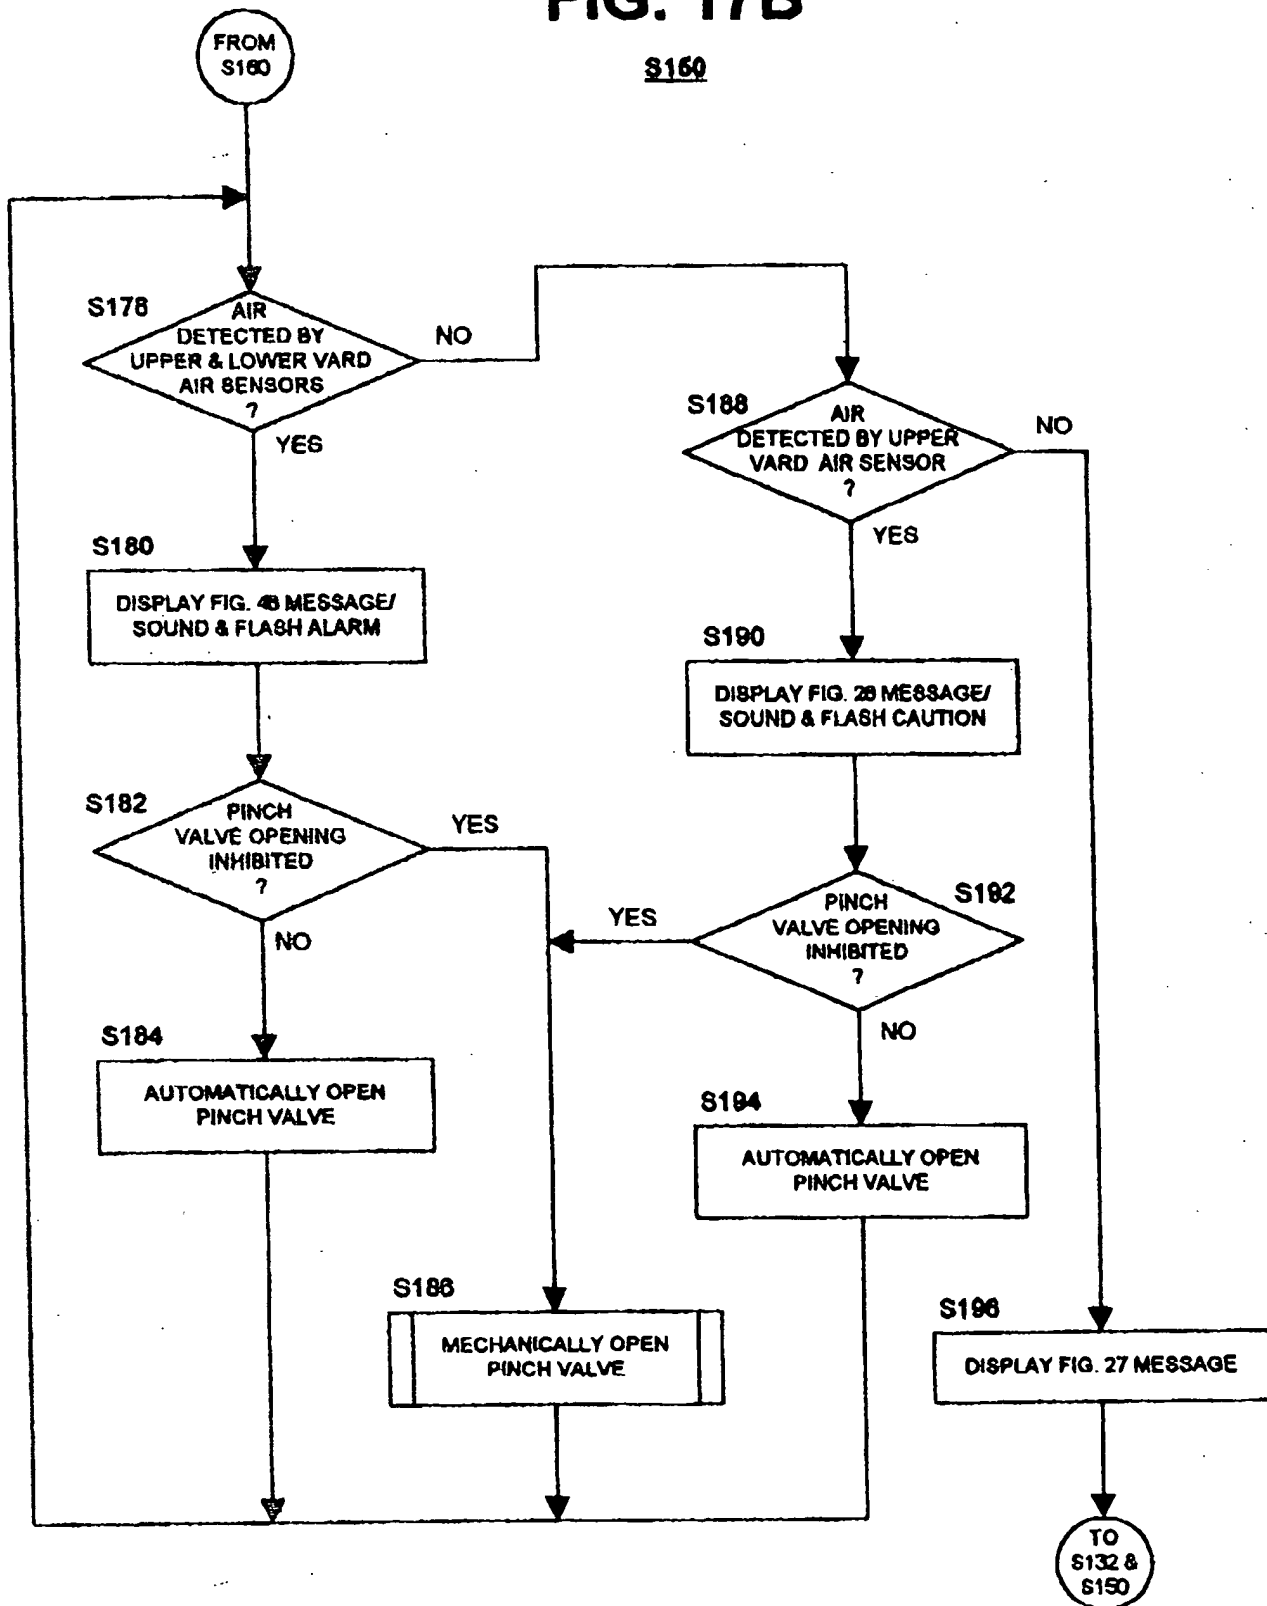 FIG. 17B
S150
FROM
S160
S178
AIR
DETECTED BY
UPPER & LOWER VARD
AIR SENSORS
?
NO
YES
S188
AIR
DETECTED BY UPPER
VARD AIR SENSOR
?
NO
YES
S180
DISPLAY FIG. 46 MESSAGE/
SOUND & FLASH ALARM
S190
DISPLAY FIG. 28 MESSAGE/
SOUND & FLASH CAUTION
S182
PINCH
VALVE OPENING
INHIBITED
?
YES
NO
S192
PINCH
VALVE OPENING
INHIBITED
?
YES
NO
S184
AUTOMATICALLY OPEN
PINCH VALVE
S194
AUTOMATICALLY OPEN
PINCH VALVE
S186
MECHANICALLY OPEN
PINCH VALVE
S196
DISPLAY FIG. 27 MESSAGE
TO
S132 &
S150